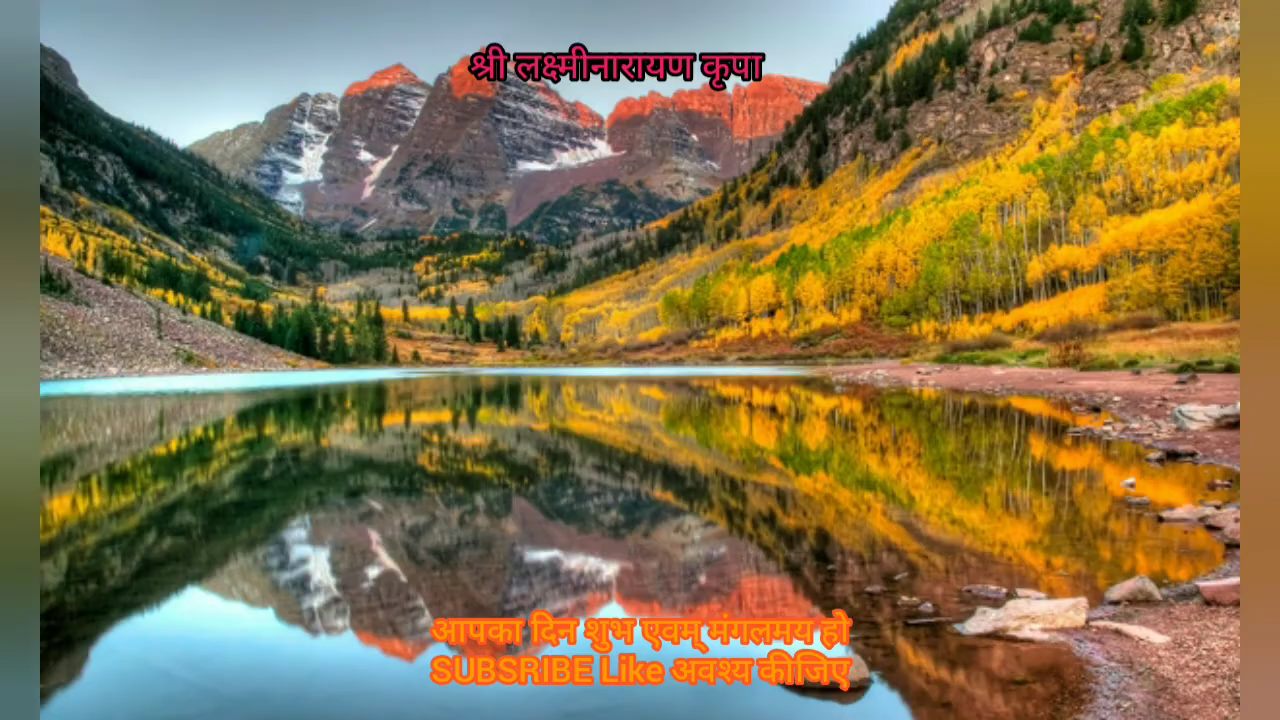 श्री लक्ष्मीनारायण कृपा
आपका दिन शुभ एवम् मंगलमय हो
SUBSRIBE Like अवश्य कीजिए